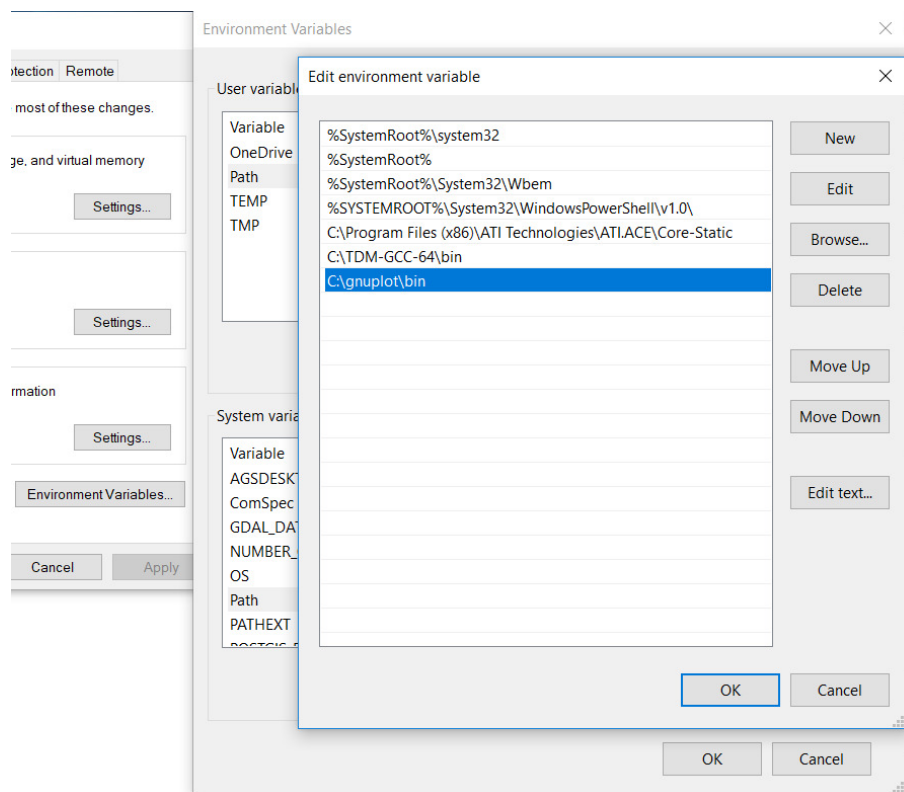 Environment Variables
otection Remote
most of these changes.
ge, and virtual memory
Settings...
Settings...
rmation
Settings...
Environment Variables...
Cancel
Apply
User variable
Variable
OneDrive
Path
TEMP
TMP
System varia
Variable
AGSDESKT
ComSpec
GDAL_DAT
NUMBER_
OS
Path
PATHEXT
Edit environment variable
%SystemRoot%\system32
%SystemRoot%
%SystemRoot%\System32\Wbem
%SYSTEMROOT%\System32\WindowsPowerShell\v1.0\
C:\Program Files (x86)\ATI Technologies\ATI.ACE\Core-Static
C:\TDM-GCC-64\bin
C:\gnuplot\bin
New
Edit
Browse...
Delete
Move Up
Move Down
Edit text...
OK
Cancel
OK
Cancel